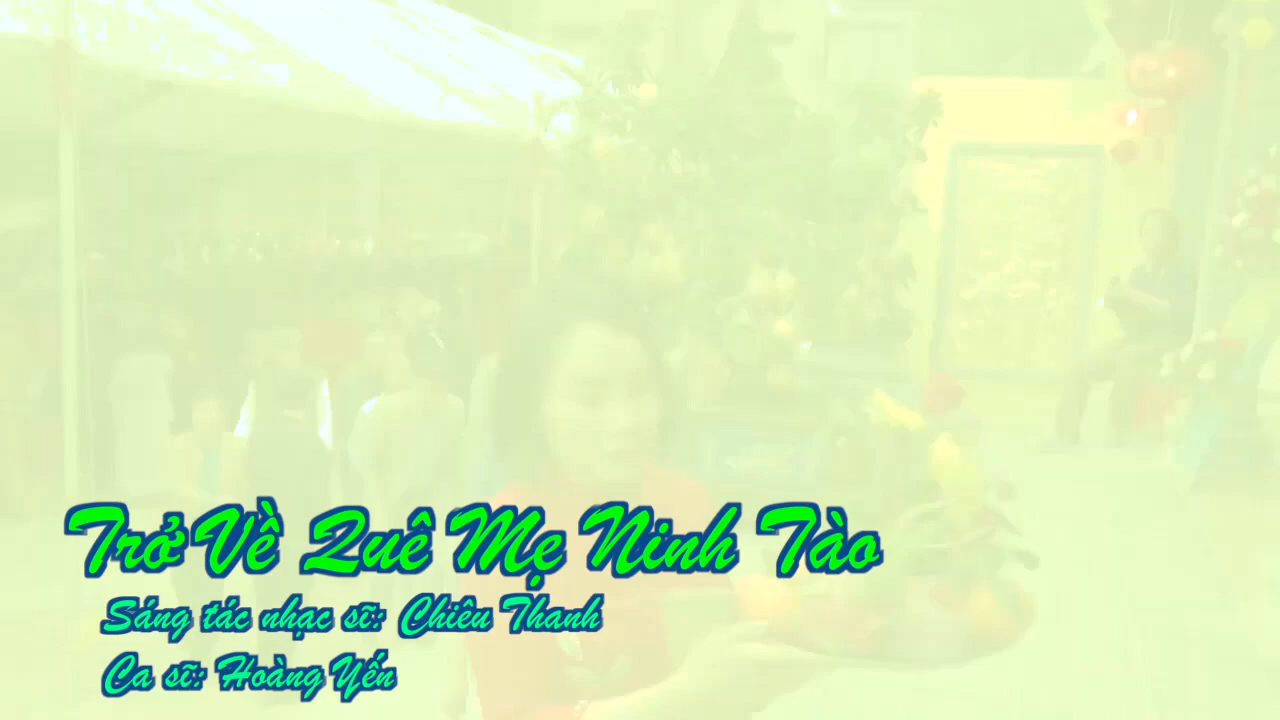 Trở Về Quê Mẹ Ninh Tào
Sáng tác nhạc sĩ: Chiêu Thanh
Ca sĩ: Hoàng Yến